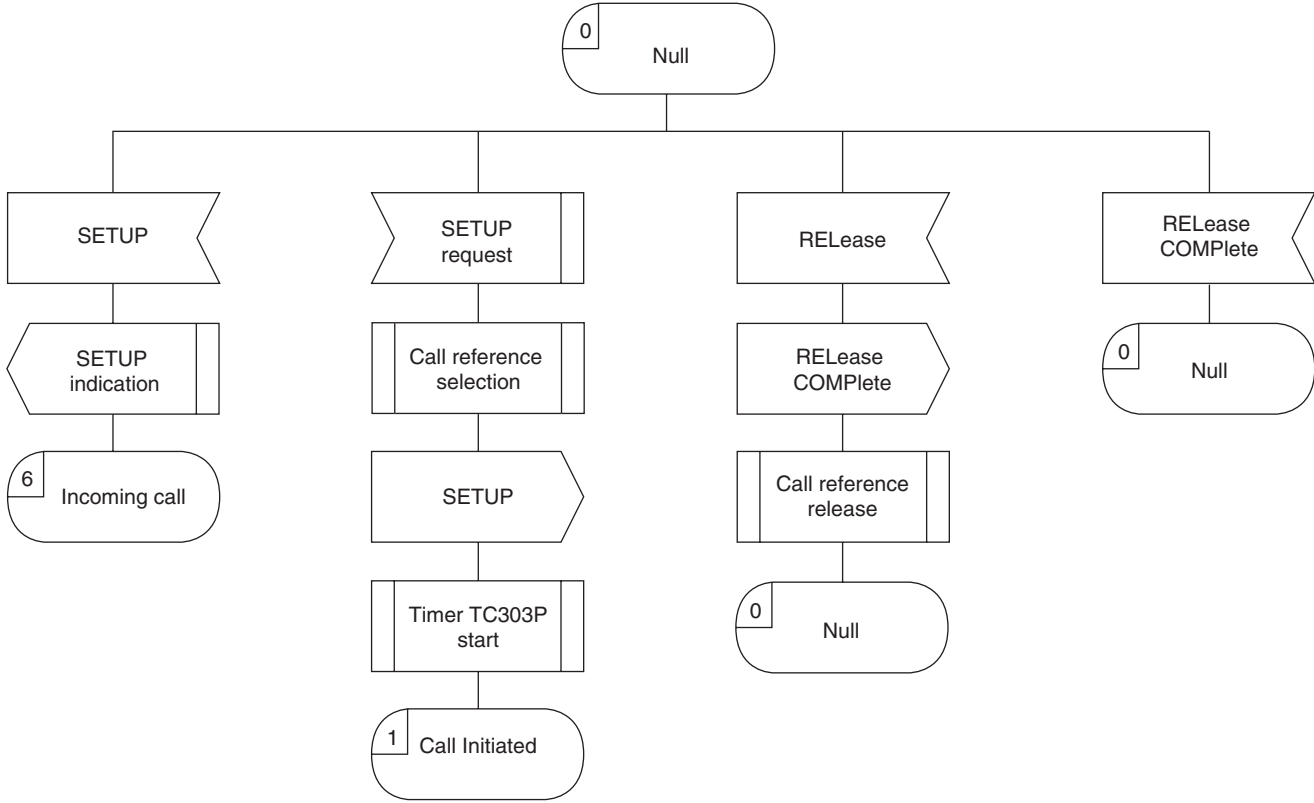 0
Null
SETUP
SETUP
request
RELease
RELease
COMPlete
SETUP
indication
Call reference
selection
RELease
COMPlete
0
Null
6
Incoming call
SETUP
Call reference
release
Timer TC303P
start
0
Null
1
Call Initiated